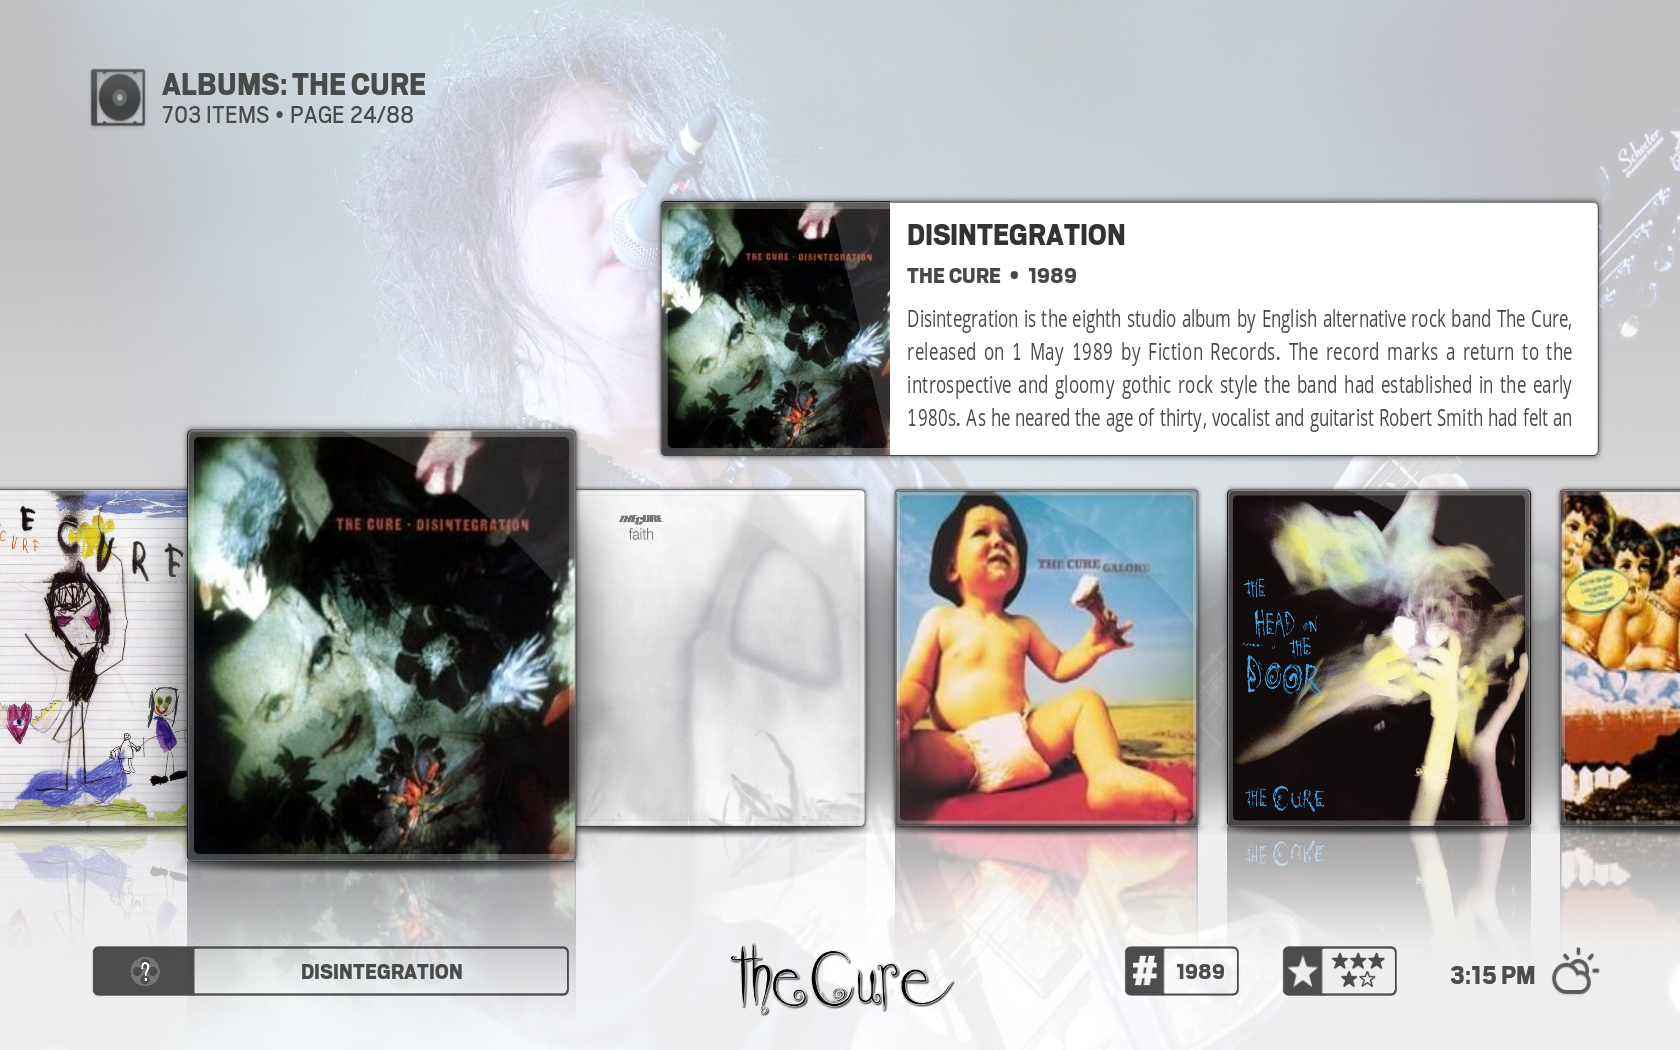 ALBUMS: THE CURE
703 ITEMS • PAGE 24/88
Schecter
THE CURE · DISINTEGRATION
DISINTEGRATION
THE CURE • 1989
Disintegration is the eighth studio album by English alternative rock band The Cure,
released on 1 May 1989 by Fiction Records. The record marks a return to the
introspective and gloomy gothic rock style the band had established in the early
1980s. As he neared the age of thirty, vocalist and guitarist Robert Smith had felt an
E CURE
CURE
THE CURE · DISINTEGRATION
THE CURE
faith
THE CURE GALORE
THE
HEAD ON
THE
DOOR
THE CURE
DISINTEGRATION
the Cure
# 1989
3:15 PM